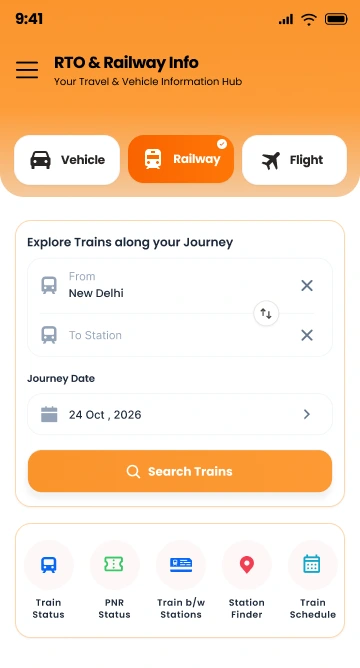 9:41
RTO & Railway Info
Your Travel & Vehicle Information Hub
Vehicle
Railway
Flight
Explore Trains along your Journey
From
New Delhi
To Station
Journey Date
24 Oct , 2026
Search Trains
Train
Status
PNR
Status
Train b/w
Stations
Station
Finder
Train
Schedule